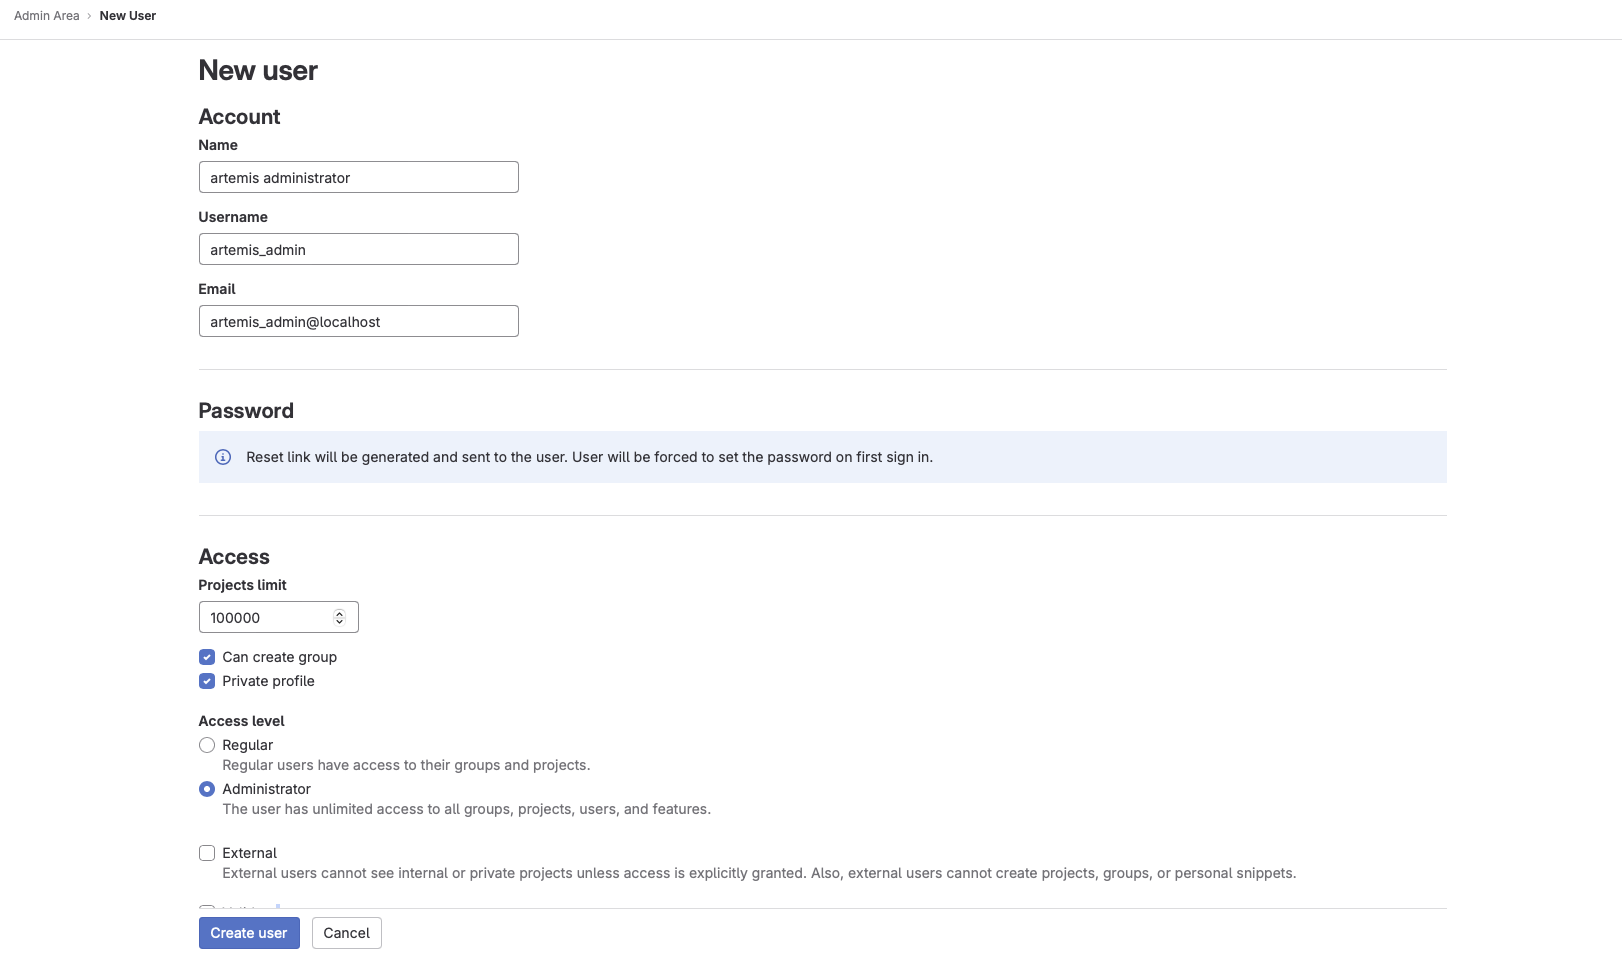 Admin Area › New User
New user
Account
Name
artemis administrator
Username
artemis_admin
Email
artemis_admin@localhost
Password
Reset link will be generated and sent to the user. User will be forced to set the password on first sign in.
Access
Projects limit
100000
Can create group
Private profile
Access level
Regular
Regular users have access to their groups and projects.
Administrator
The user has unlimited access to all groups, projects, users, and features.
External
External users cannot see internal or private projects unless access is explicitly granted. Also, external users cannot create projects, groups, or personal snippets.
Create user Cancel